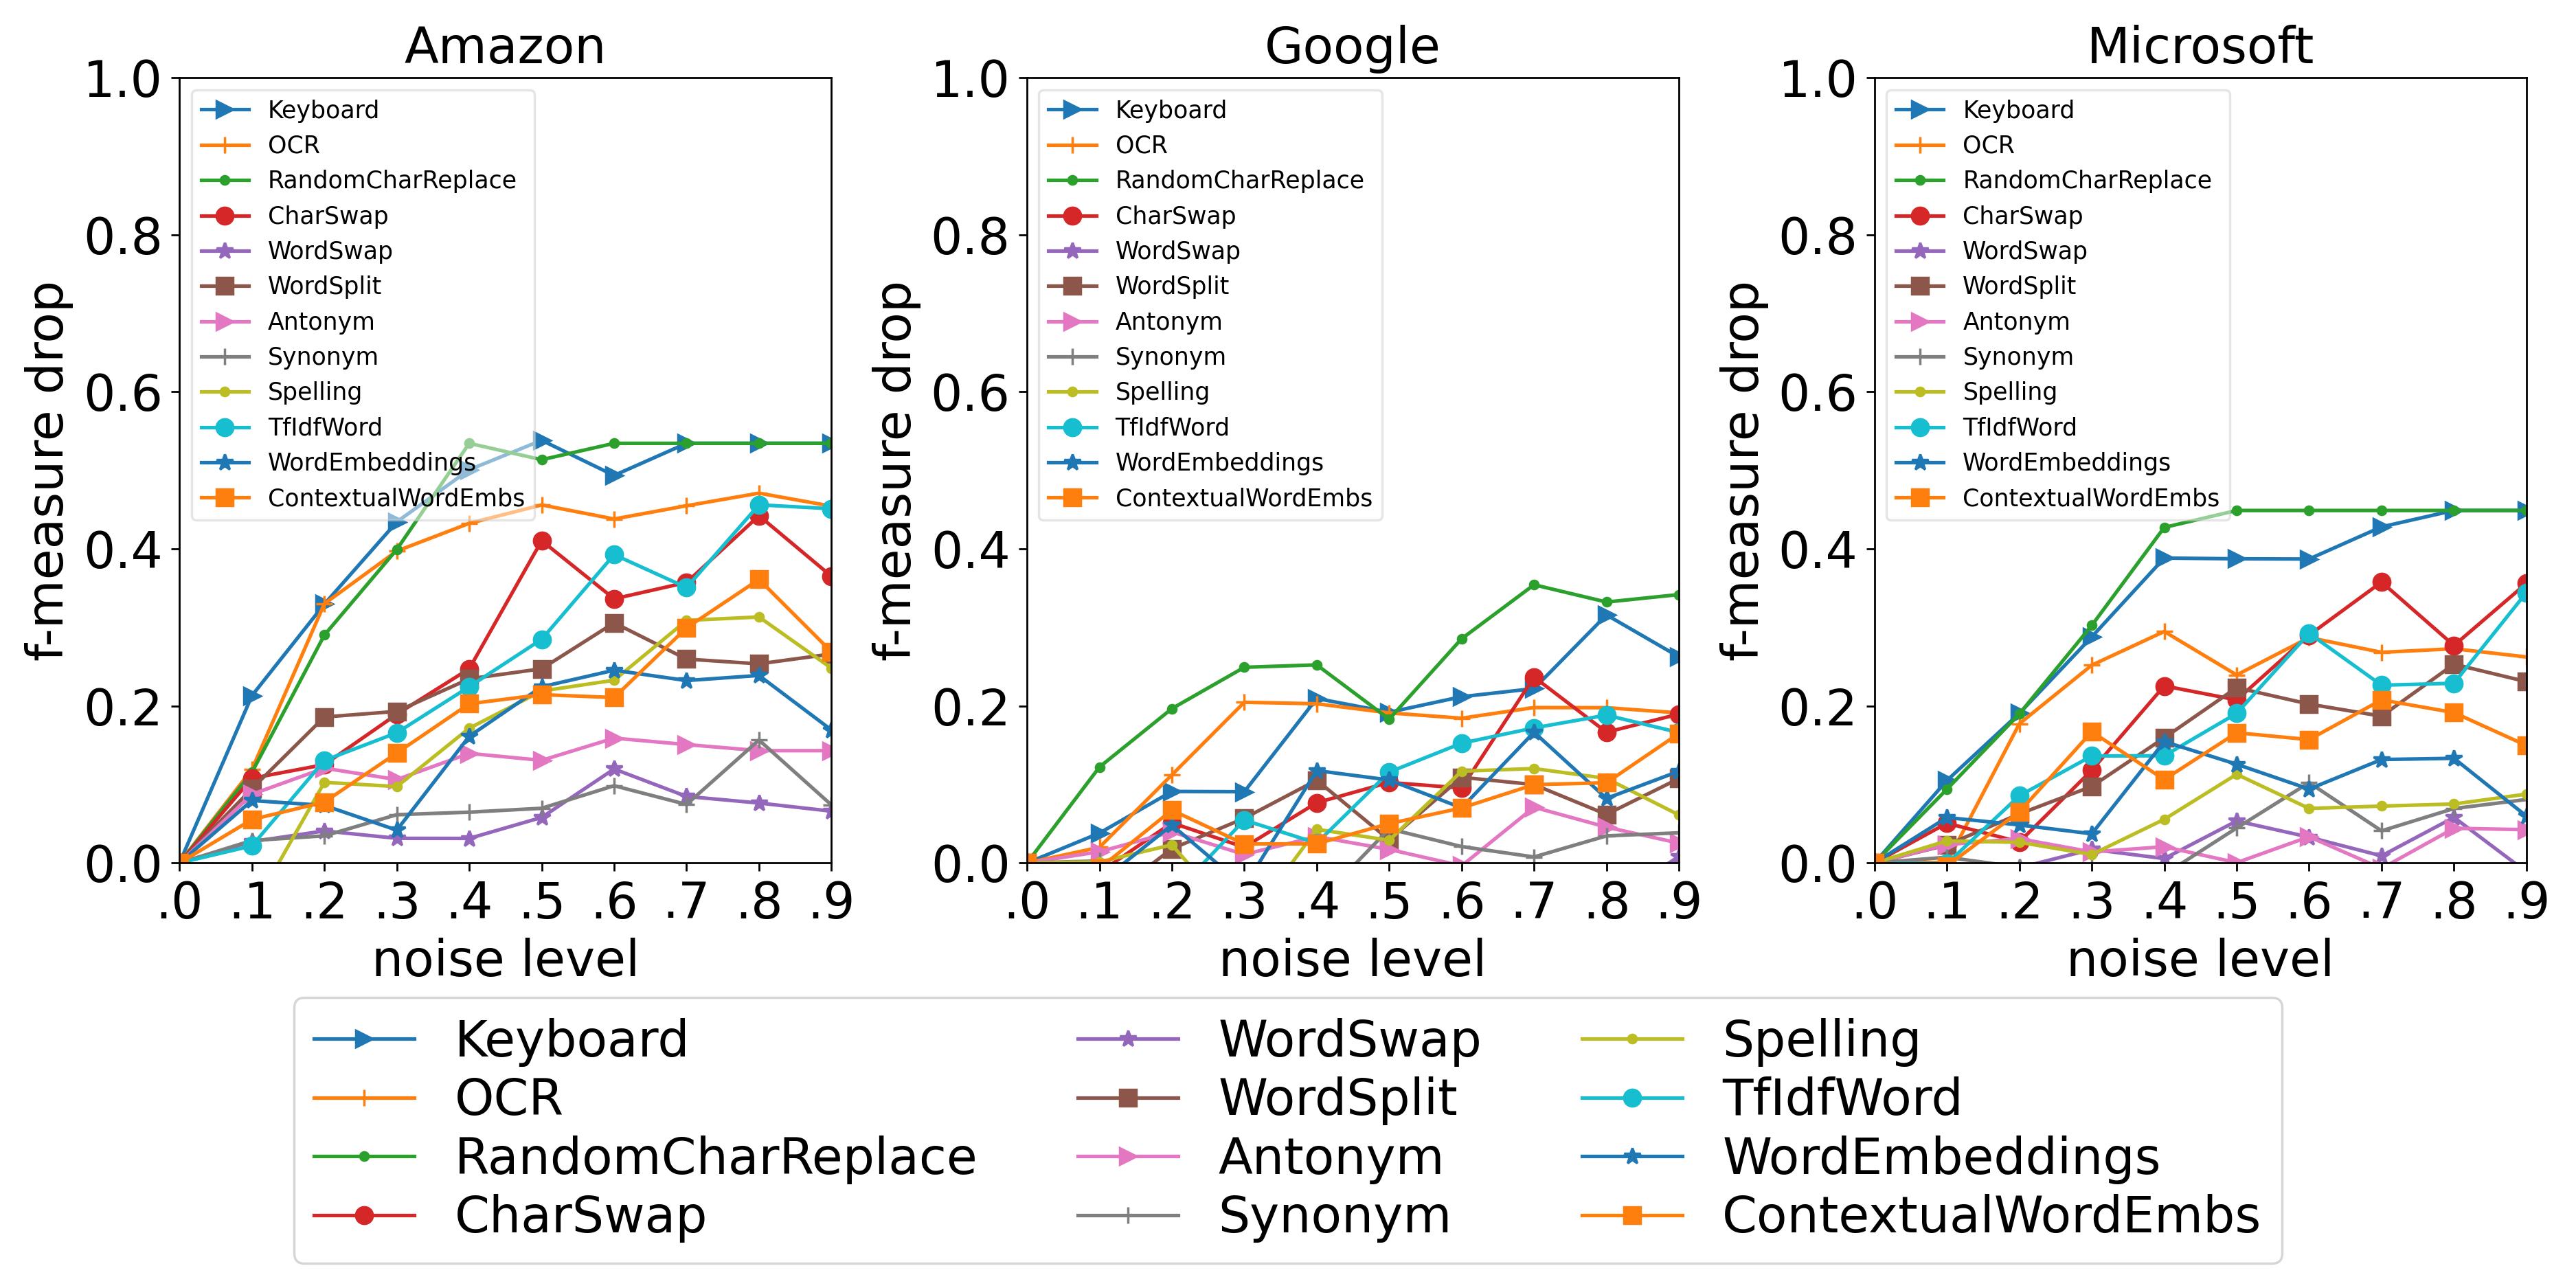 Amazon
1.0
0.8
0.6
0.4
0.2
0.0
f-measure drop
Keyboard
OCR
RandomCharReplace
CharSwap
WordSwap
WordSplit
Antonym
Synonym
Spelling
TfIdfWord
WordEmbeddings
ContextualWordEmbs
.0 .1 .2 .3 .4 .5 .6 .7 .8 .9
noise level
Google
1.0
0.8
0.6
0.4
0.2
0.0
f-measure drop
Keyboard
OCR
RandomCharReplace
CharSwap
WordSwap
WordSplit
Antonym
Synonym
Spelling
TfIdfWord
WordEmbeddings
ContextualWordEmbs
.0 .1 .2 .3 .4 .5 .6 .7 .8 .9
noise level
Microsoft
1.0
0.8
0.6
0.4
0.2
0.0
f-measure drop
Keyboard
OCR
RandomCharReplace
CharSwap
WordSwap
WordSplit
Antonym
Synonym
Spelling
TfIdfWord
WordEmbeddings
ContextualWordEmbs
.0 .1 .2 .3 .4 .5 .6 .7 .8 .9
noise level
Keyboard
OCR
RandomCharReplace
CharSwap
WordSwap
WordSplit
Antonym
Synonym
Spelling
TfIdfWord
WordEmbeddings
ContextualWordEmbs